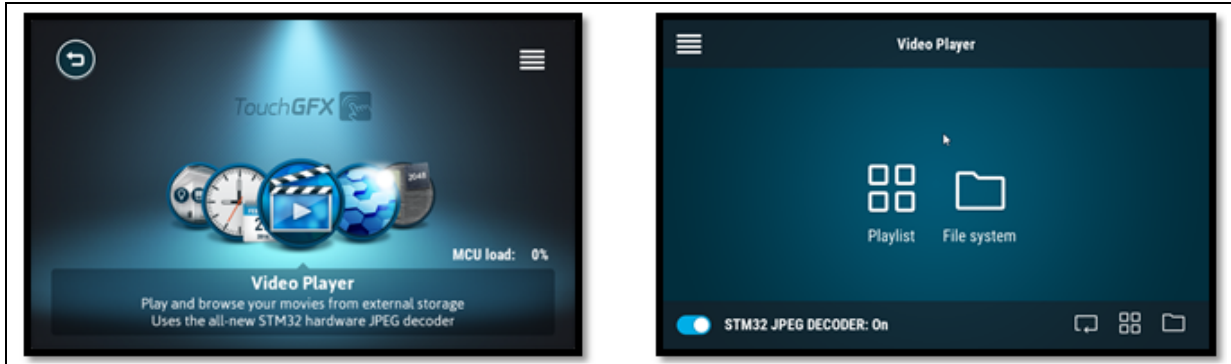 TouchGFX
2048
MCU load: 0%
Video Player
Play and browse your movies from external storage
Uses the all-new STM32 hardware JPEG decoder
Video Player
Playlist File system
STM32 JPEG DECODER: On